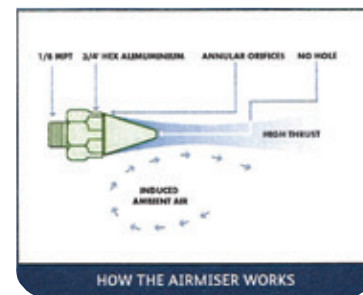 1/8 MPT 3/4' HEX ALIMUMINIUM ANNULAR ORIFICES NO HOLE
HIGH THRUST
INDUCED
AMBIENT AIR
HOW THE AIRMISER WORKS